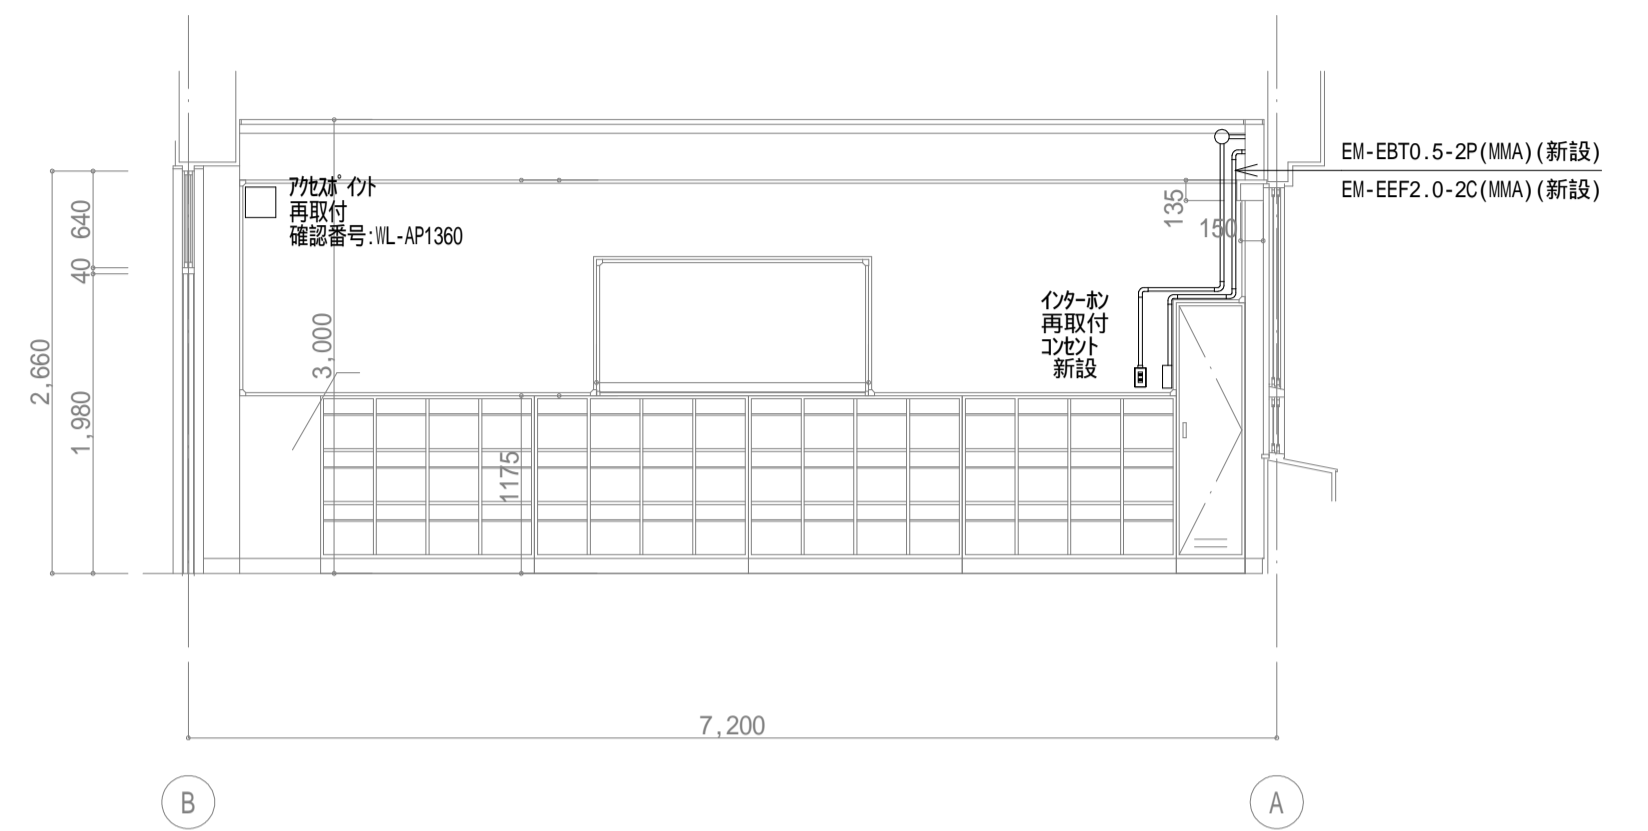 EM-EBT0.5-2P(MMA)(新設)
EM-EEF2.0-2C(MMA)(新設)
アクセスポイント
再取付
確認番号:WL-AP1360
640
40
2,660
1,980
3,000
135
150
インターホン
再取付
コンセント
新設
1175
7,200
B
A